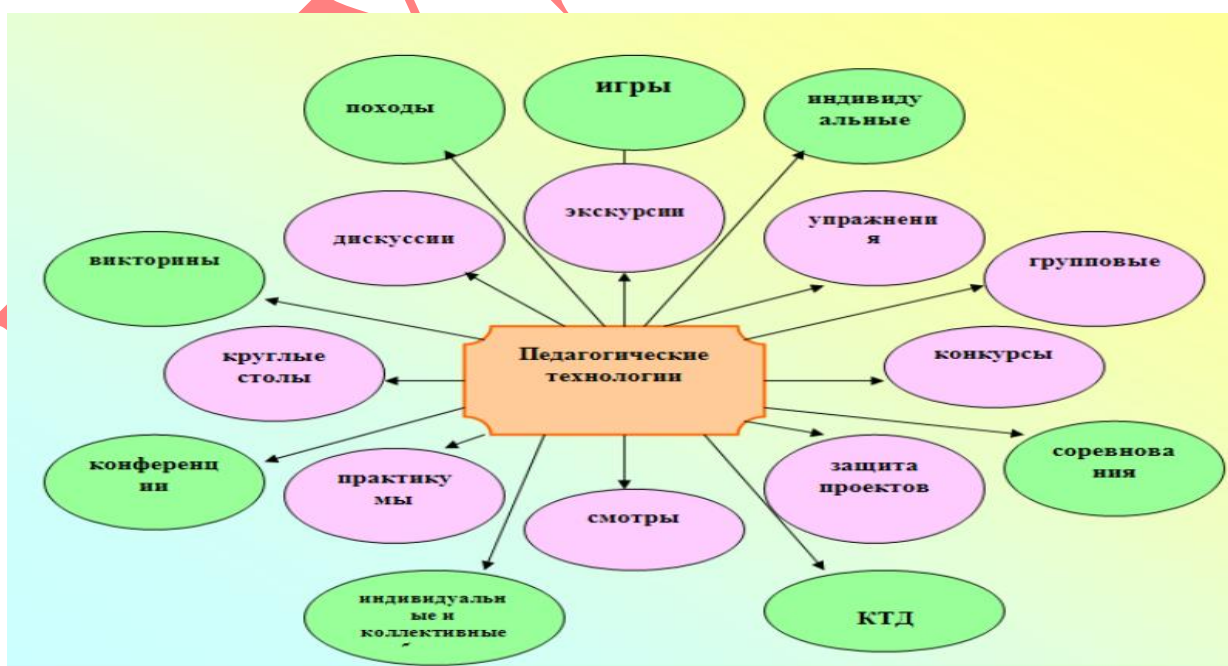 игры
походы
индивиду
альные
экскурсии
дискуссии
упражнени
я
викторины
групповые
Педагогические
технологии
круглые
столы
конкурсы
конференц
ии
практику
мы
защита
проектов
соревнова
ния
смотры
индивидуальн
ые и
коллективные
КТД